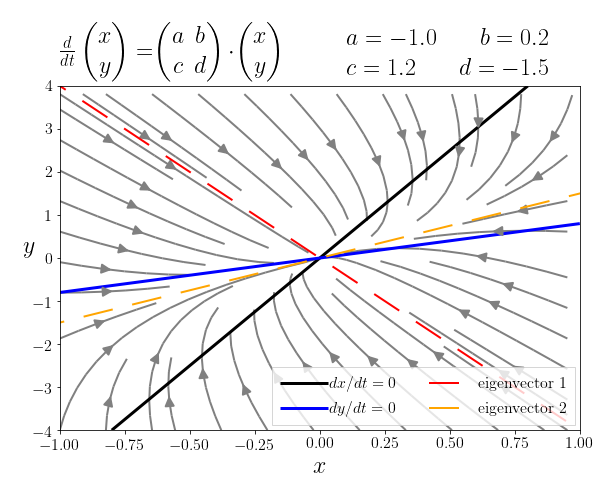 d/dt (x y) = (a b c d) · (x y)
a = −1.0 b = 0.2
c = 1.2 d = −1.5
4
3
2
1
0
−1
−2
−3
−4
y
−1.00 −0.75 −0.50 −0.25 0.00 0.25 0.50 0.75 1.00
x
dx/dt = 0 eigenvector 1
dy/dt = 0 eigenvector 2